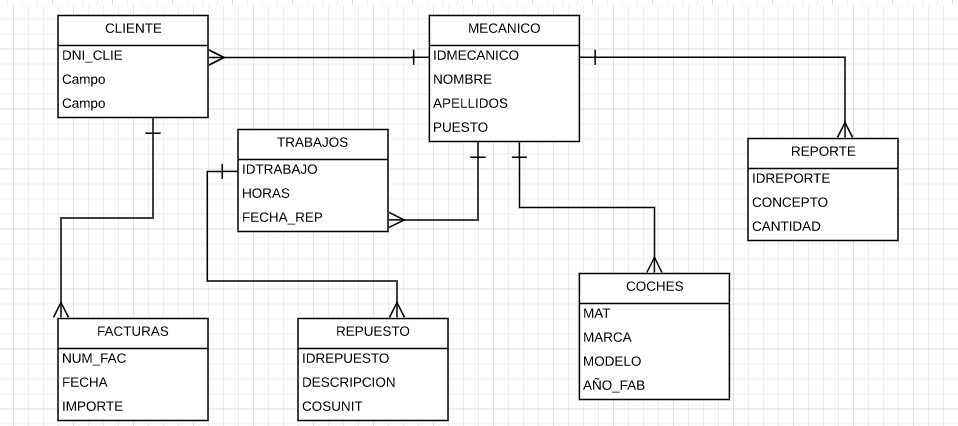 CLIENTE
DNI_CLIE
Campo
Campo
MECANICO
IDMECANICO
NOMBRE
APELLIDOS
PUESTO
TRABAJOS
IDTRABAJO
HORAS
FECHA_REP
REPORTE
IDREPORTE
CONCEPTO
CANTIDAD
FACTURAS
NUM_FAC
FECHA
IMPORTE
REPUESTO
IDREPUESTO
DESCRIPCION
COSUNIT
COCHES
MAT
MARCA
MODELO
AÑO_FAB